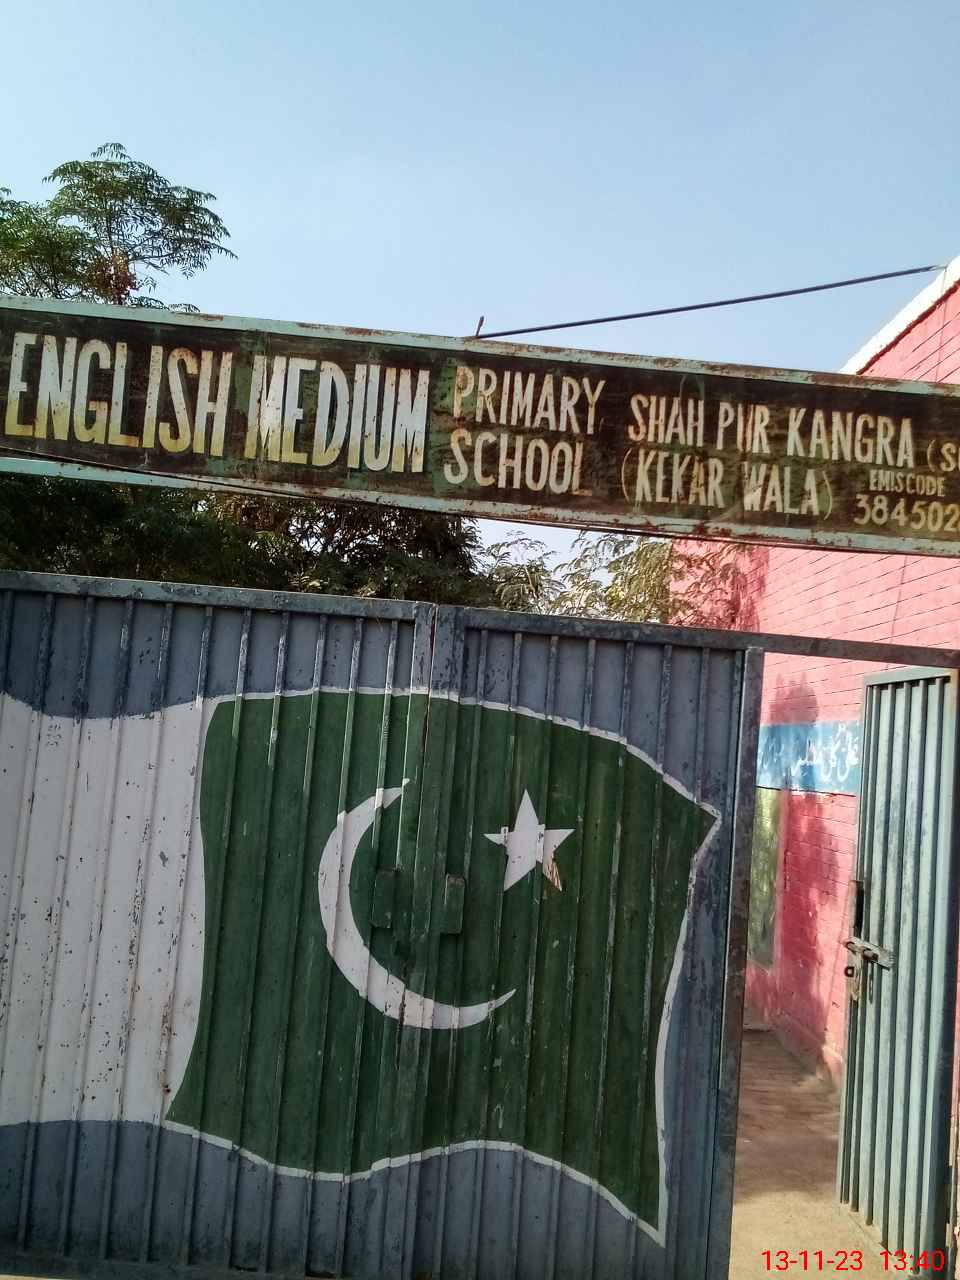 ENGLISH MEDIUM
PRIMARY
SCHOOL
SHAH PUR KANGRA
(KEKAR WALA)
EMIS CODE
384502
13-11-23 13:40